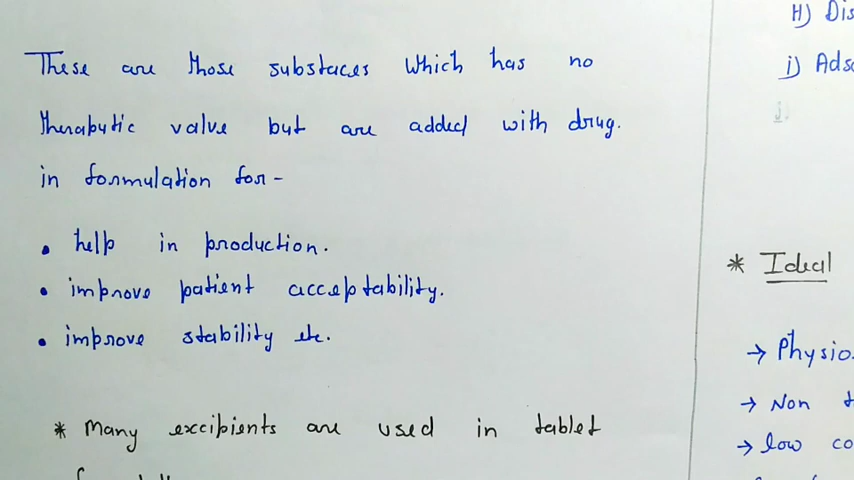 These are those substaces which has no
therabutic value but are added with drug.
in formulation for-
• help in production.
• improve patient acceptability.
• improve stability etc.
* Many excipients are used in tablet
H) Dis
i) Adso
j)
* Ideal
→ Physio
→ Non t
→ low co